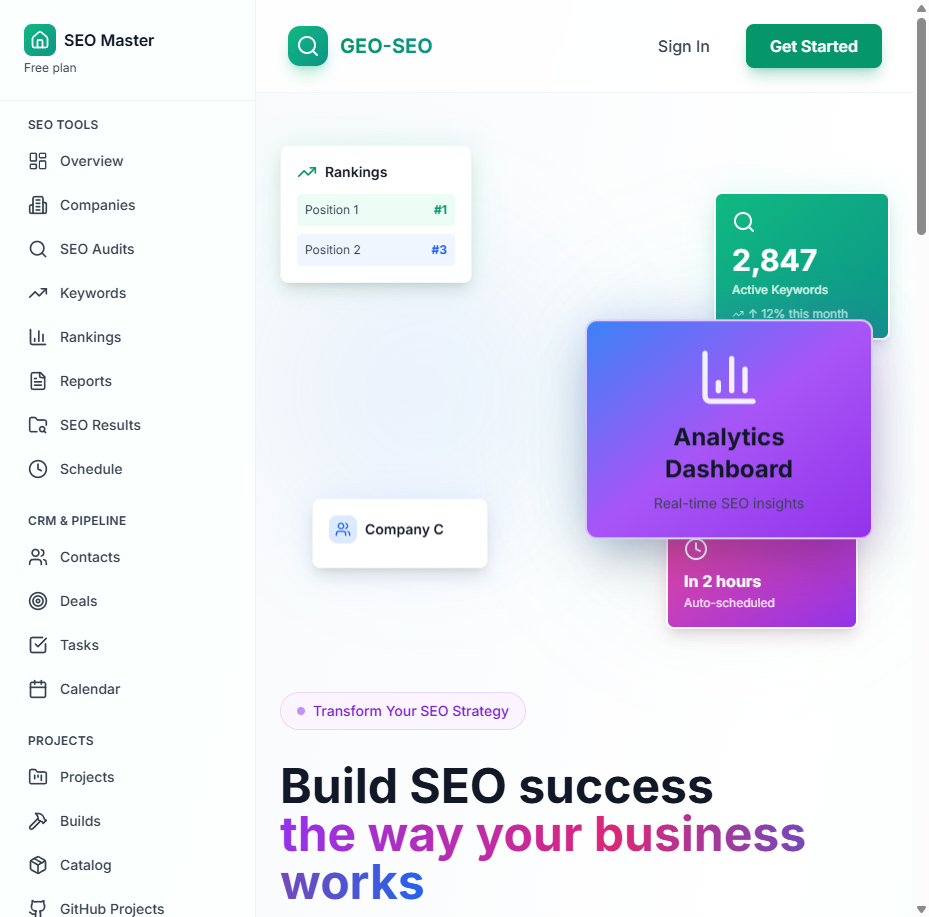 SEO Master
Free plan
SEO TOOLS
Overview
Companies
SEO Audits
Keywords
Rankings
Reports
SEO Results
Schedule
CRM & PIPELINE
Contacts
Deals
Tasks
Calendar
PROJECTS
Projects
Builds
Catalog
GitHub Projects
GEO-SEO
Sign In
Get Started
Rankings
Position 1 #1
Position 2 #3
2,847
Active Keywords
↑ 12% this month
Analytics
Dashboard
Real-time SEO insights
Company C
In 2 hours
Auto-scheduled
Transform Your SEO Strategy
Build SEO success
the way your business
works